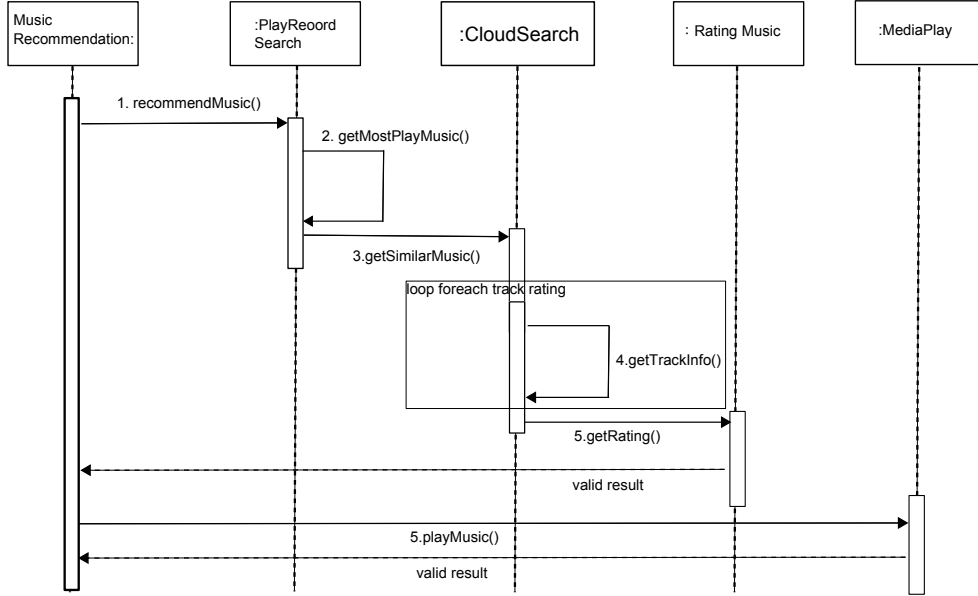 Music
Recommendation:
:PlayReoord
Search
:CloudSearch
: Rating Music
:MediaPlay
1. recommendMusic()
2. getMostPlayMusic()
3.getSimilarMusic()
loop foreach track rating
4.getTrackInfo()
5.getRating()
valid result
5.playMusic()
valid result